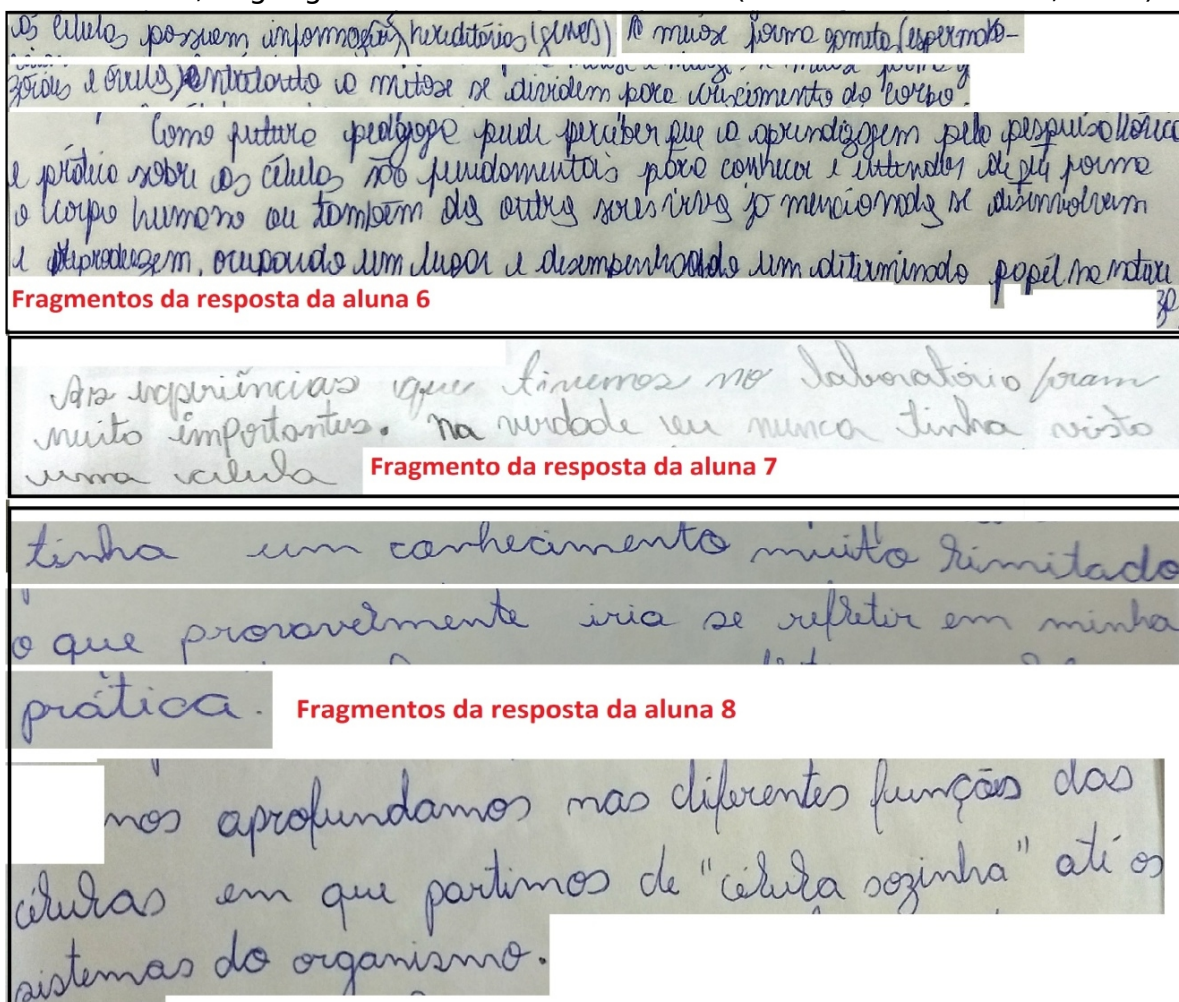 as células possuem informações hereditárias (genes) A meiose forma gameta (espermato-
zóides e óvulos) entretanto a mitose se dividem para crescimento do corpo.
Como futura pedagoga pude perceber que a aprendizagem pela pesquisa teórica
e prática sobre as células são fundamentais para conhecer e entender de que forma
o corpo humano ou também dos outros seres vivos já mencionados se desenvolvem
e reproduzem, ocupando um lugar e desempenhando um determinado papel na nature
za
Fragmentos da resposta da aluna 6
As experiências que tivemos no laboratório foram
muito importantes. Na verdade eu nunca tinha visto
uma celula
Fragmento da resposta da aluna 7
tinha um conhecimento muito limitado
o que provavelmente iria se refletir em minha
prática.
Fragmentos da resposta da aluna 8
nos aprofundamos nas diferentes funções das
células em que partimos de "célula sozinha" até os
sistemas do organismo.